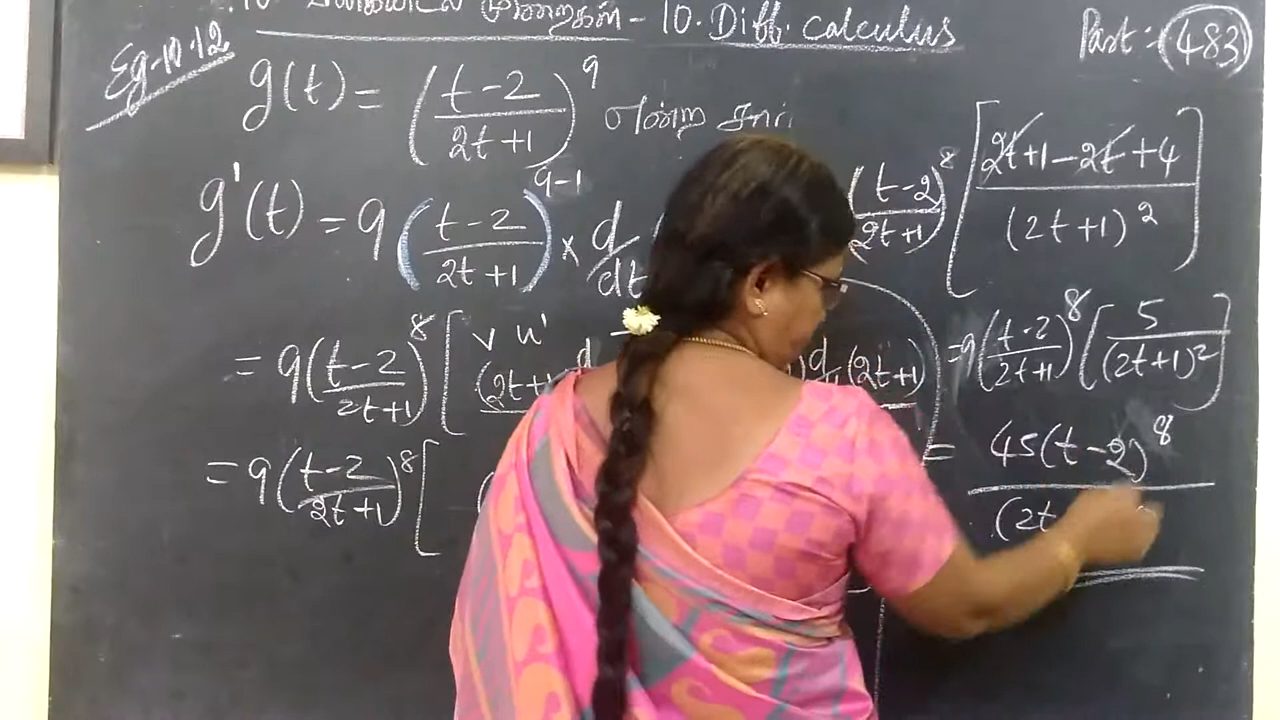 முறைகள் - 10. Diff. calculus
Part :- 483
Eg-10.12
g(t) = ((t-2)/(2t+1))^9 என்ற சார்
g'(t) = 9 ((t-2)/(2t+1))^(9-1) × d/dt
= 9 ((t-2)/(2t+1))^8 [ v u'
(2t+1) d d (2t+1)
= 9 ((t-2)/(2t+1))^8 [
((t-2)/(2t+1))^8 [ (2t+1-2t+4)/(2t+1)^2 ]
= 9 ((t-2)/(2t+1))^8 [ 5/(2t+1)^2 ]
= 45(t-2)^8
(2t